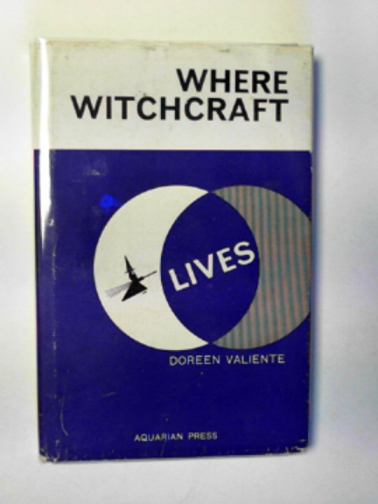 WHERE
WITCHCRAFT
LIVES
DOREEN VALIENTE
AQUARIAN PRESS